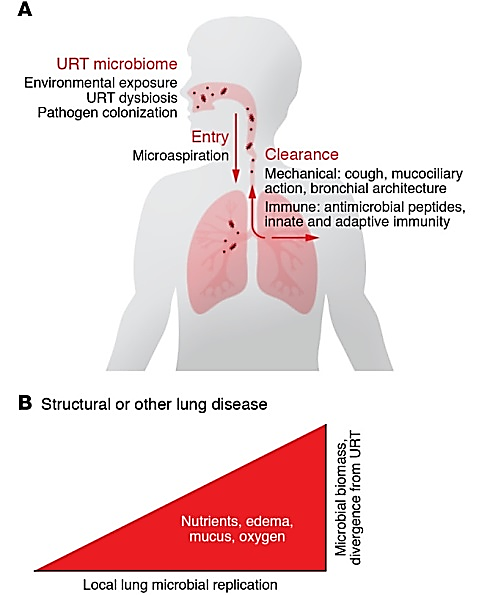 A
URT microbiome
Environmental exposure
URT dysbiosis
Pathogen colonization
Entry
Microaspiration
Clearance
Mechanical: cough, mucociliary
action, bronchial architecture
Immune: antimicrobial peptides,
innate and adaptive immunity
B Structural or other lung disease
Nutrients, edema,
mucus, oxygen
Microbial biomass,
divergence from URT
Local lung microbial replication